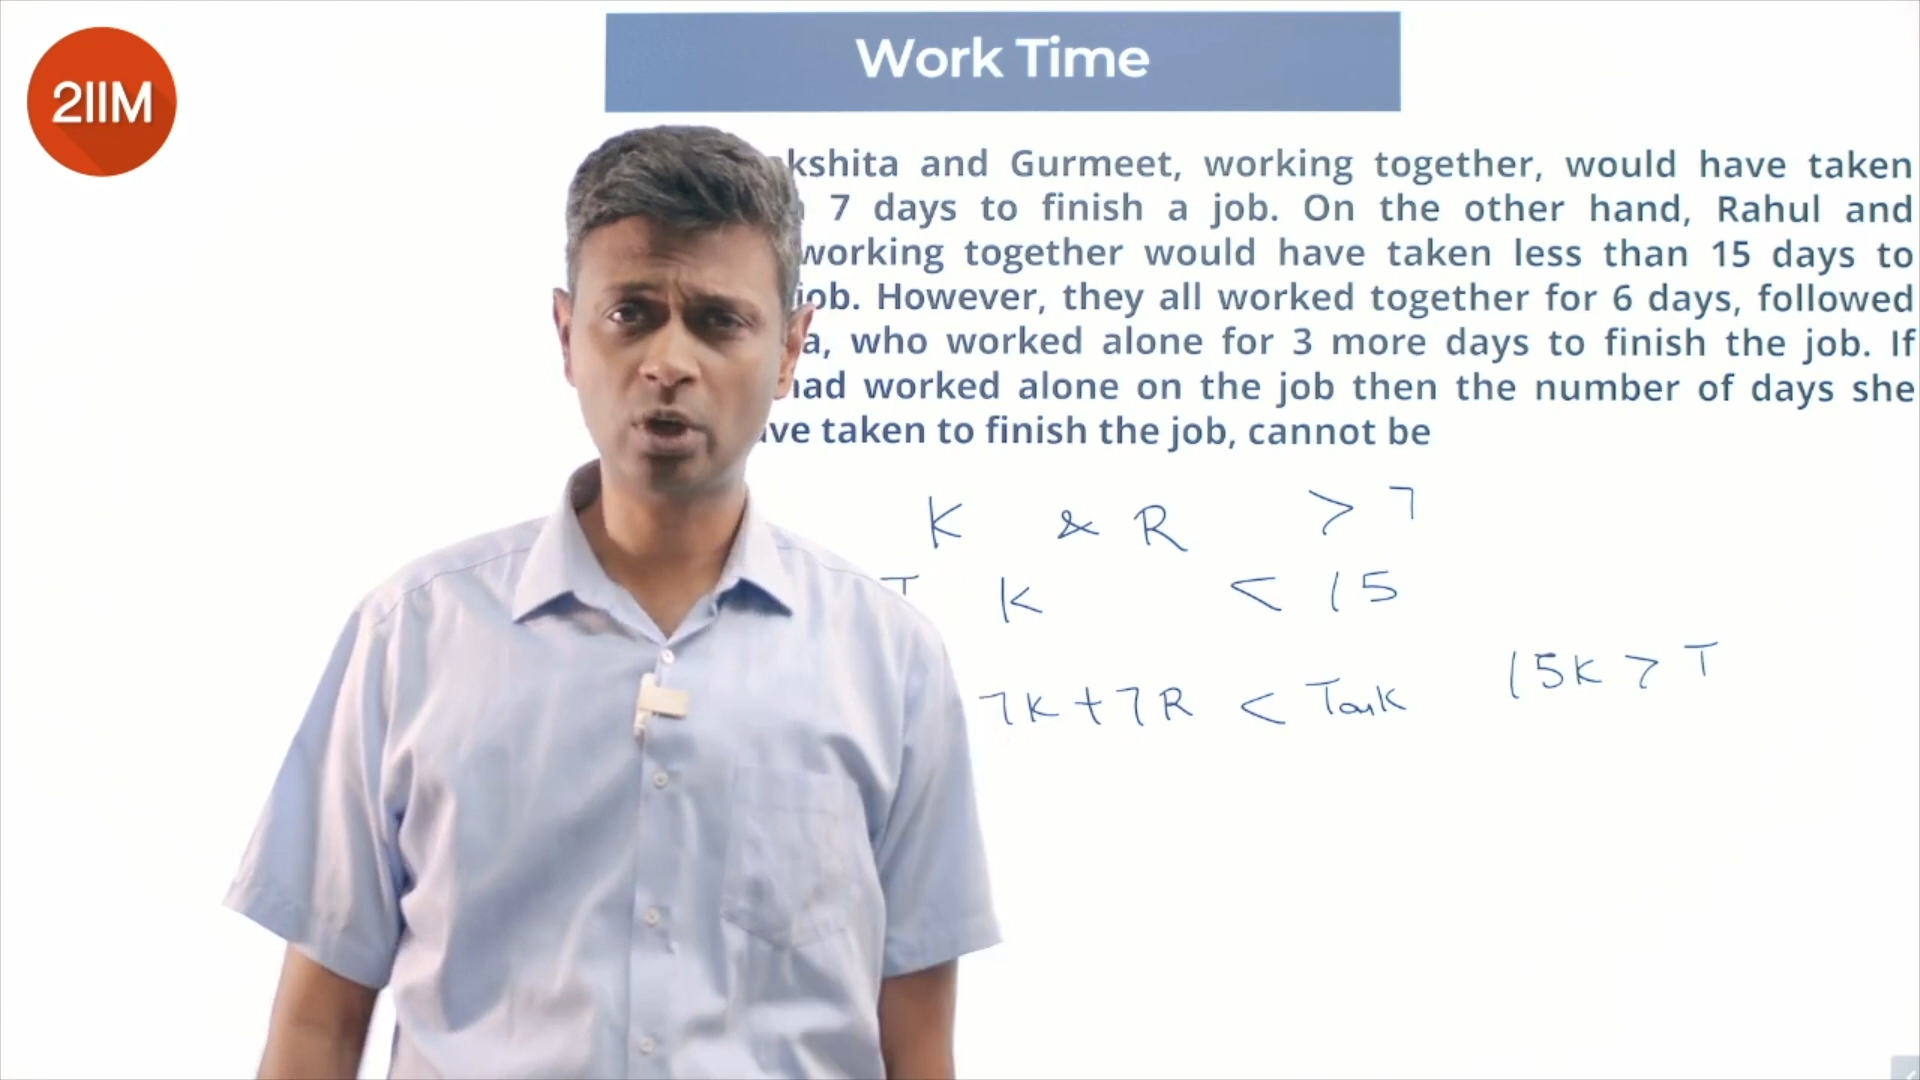 2IIM
Work Time
kshita and Gurmeet, working together, would have taken
7 days to finish a job. On the other hand, Rahul and
working together would have taken less than 15 days to
job. However, they all worked together for 6 days, followed
a, who worked alone for 3 more days to finish the job. If
had worked alone on the job then the number of days she
ve taken to finish the job, cannot be
K & R > 7
T K < 15
7K + 7R < Task 15K > T